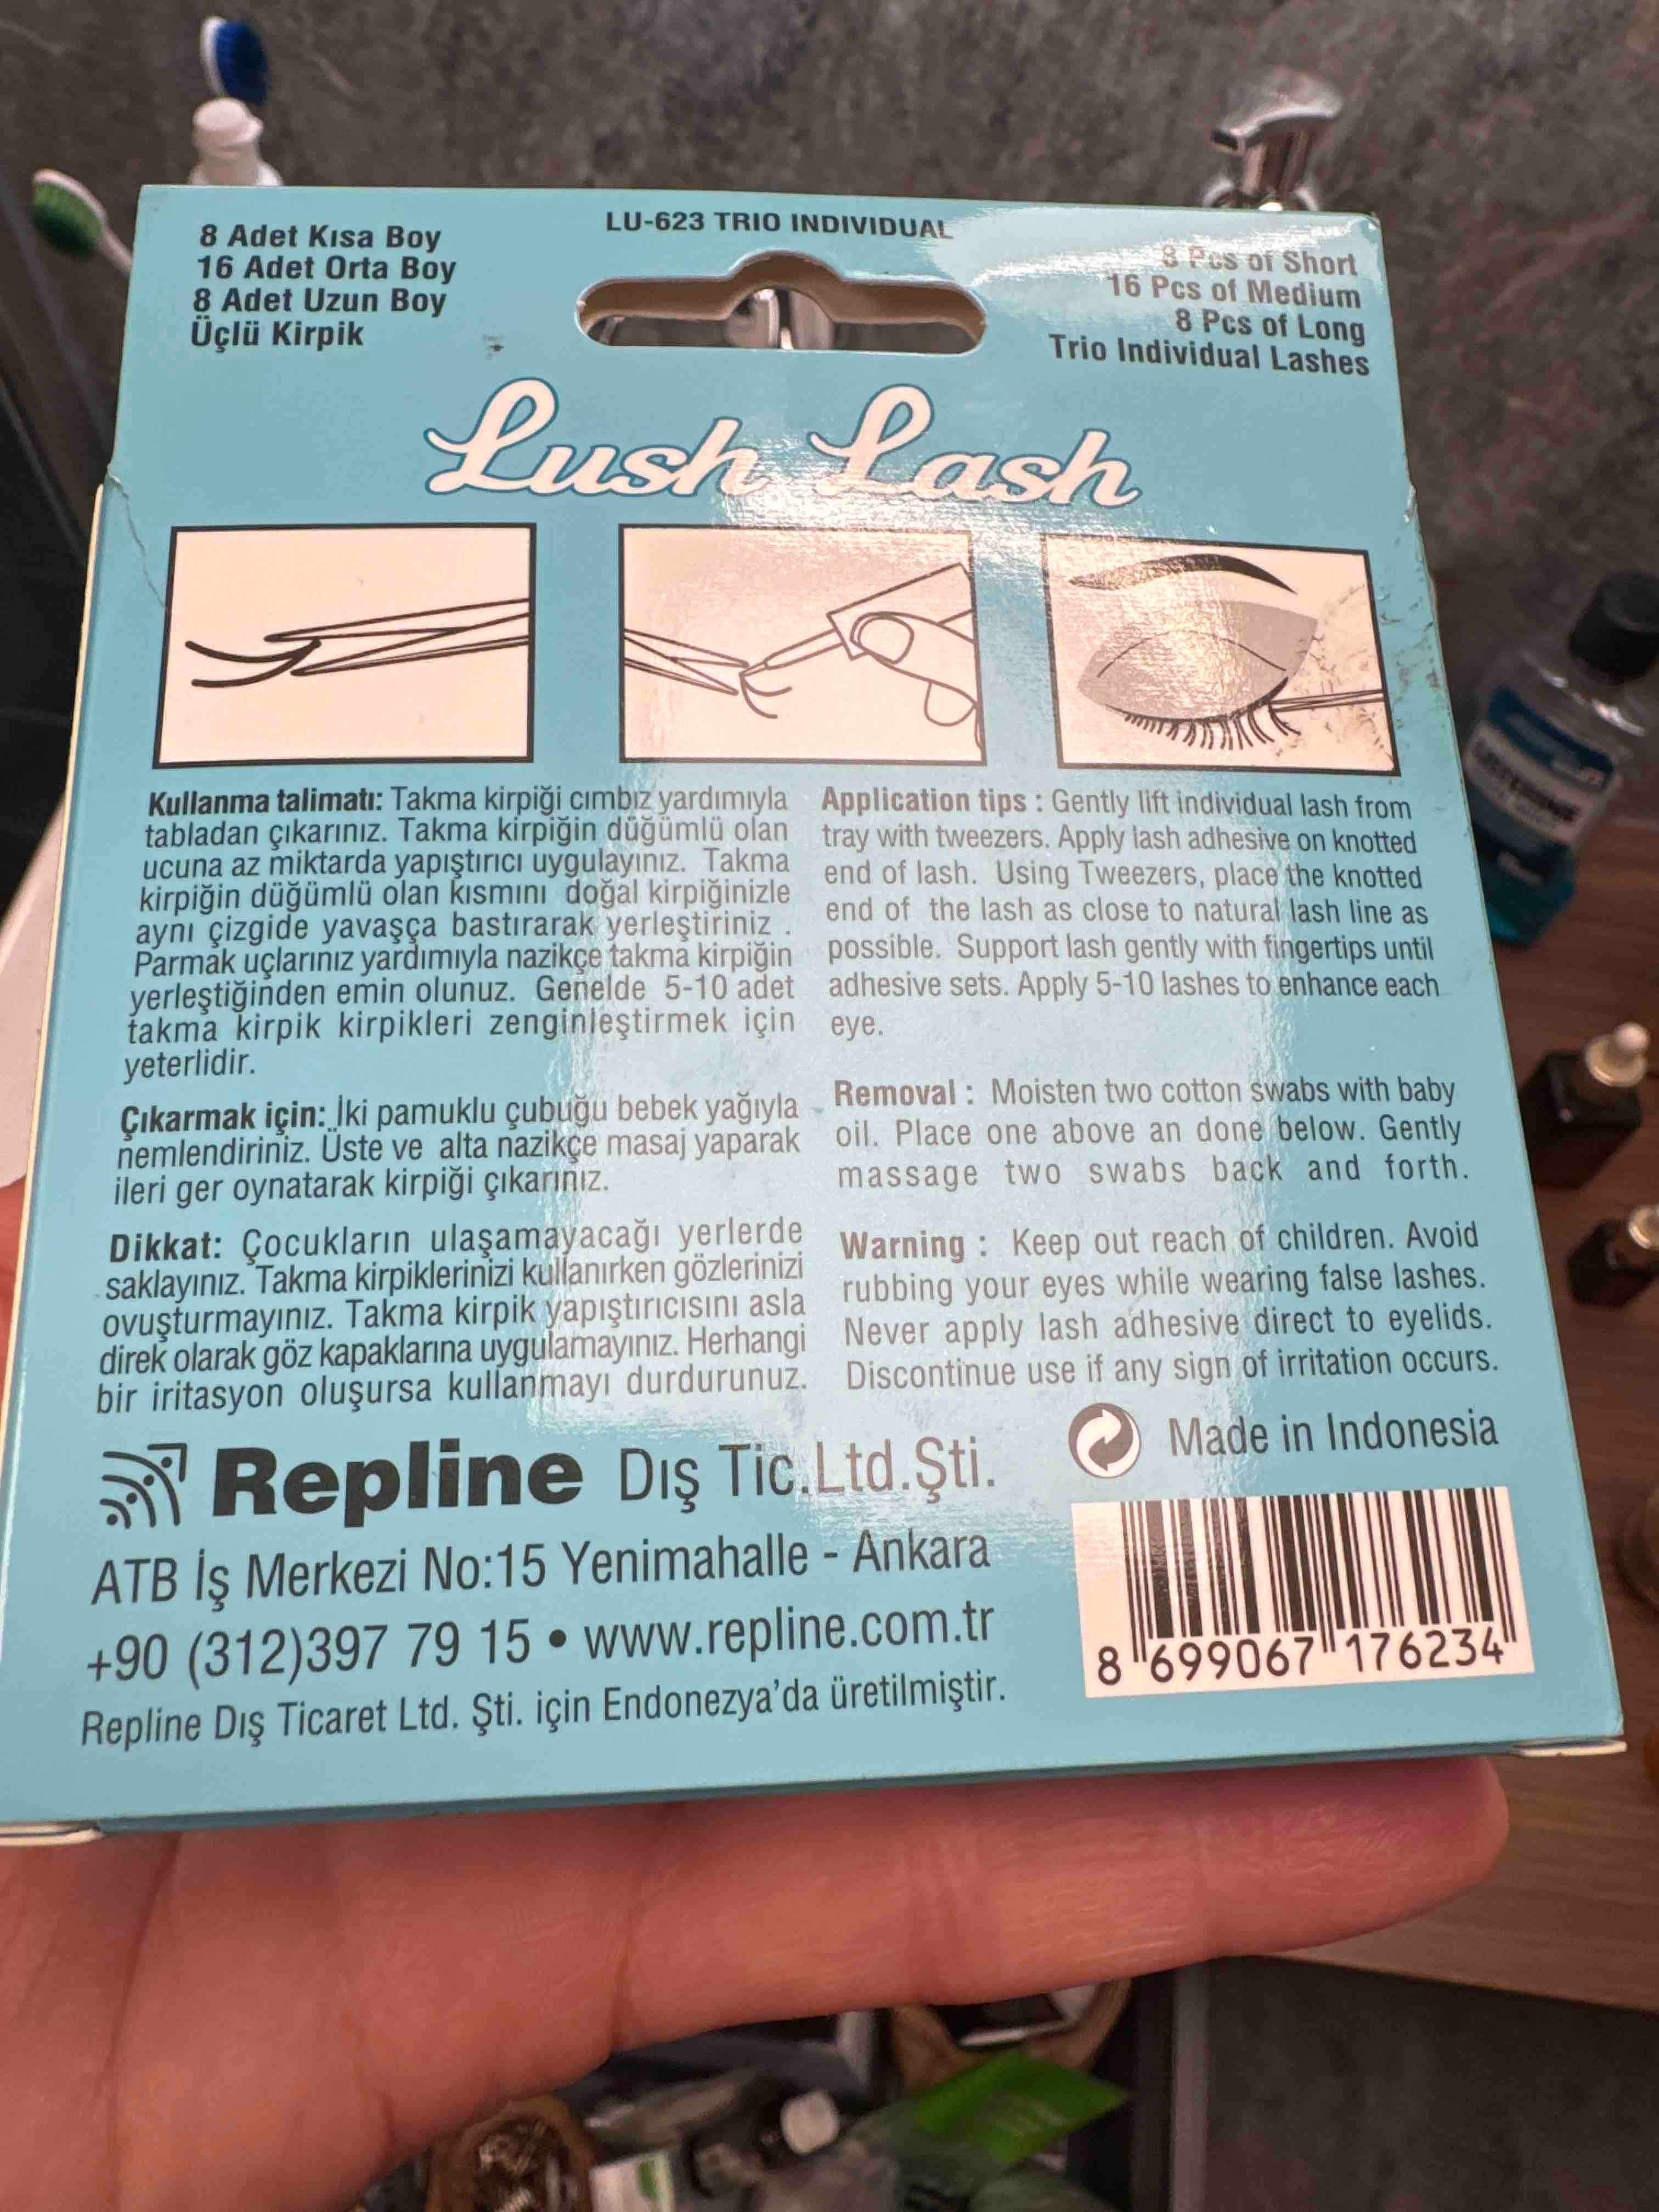 LU-623 TRIO INDIVIDUAL
8 Adet Kısa Boy
16 Adet Orta Boy
8 Adet Uzun Boy
Üçlü Kirpik
8 Pcs of Short
16 Pcs of Medium
8 Pcs of Long
Trio Individual Lashes
Lush Lash
Kullanma talimatı: Takma kirpiği cımbız yardımıyla
tabladan çıkarınız. Takma kirpiğin düğümlü olan
ucuna az miktarda yapıştırıcı uygulayınız. Takma
kirpiğin düğümlü olan kısmını doğal kirpiğinizle
aynı çizgide yavaşça bastırarak yerleştiriniz .
Parmak uçlarınız yardımıyla nazikçe takma kirpiğin
yerleştiğinden emin olunuz. Genelde 5-10 adet
takma kirpik kirpikleri zenginleştirmek için
yeterlidir.
Çıkarmak için: İki pamuklu çubuğu bebek yağıyla
nemlendiriniz. Üste ve alta nazikçe masaj yaparak
ileri ger oynatarak kirpiği çıkarınız.
Dikkat: Çocukların ulaşamayacağı yerlerde
saklayınız. Takma kirpiklerinizi kullanırken gözlerinizi
ovuşturmayınız. Takma kirpik yapıştırıcısını asla
direk olarak göz kapaklarına uygulamayınız. Herhangi
bir iritasyon oluşursa kullanmayı durdurunuz.
Application tips : Gently lift individual lash from
tray with tweezers. Apply lash adhesive on knotted
end of lash. Using Tweezers, place the knotted
end of the lash as close to natural lash line as
possible. Support lash gently with fingertips until
adhesive sets. Apply 5-10 lashes to enhance each
eye.
Removal : Moisten two cotton swabs with baby
oil. Place one above an done below. Gently
massage two swabs back and forth.
Warning : Keep out reach of children. Avoid
rubbing your eyes while wearing false lashes.
Never apply lash adhesive direct to eyelids.
Discontinue use if any sign of irritation occurs.
Repline Dış Tic.Ltd.Şti.
ATB İş Merkezi No:15 Yenimahalle - Ankara
+90 (312)397 79 15 • www.repline.com.tr
Repline Dış Ticaret Ltd. Şti. için Endonezya'da üretilmiştir.
Made in Indonesia
8 699067 176234
LISTERINE